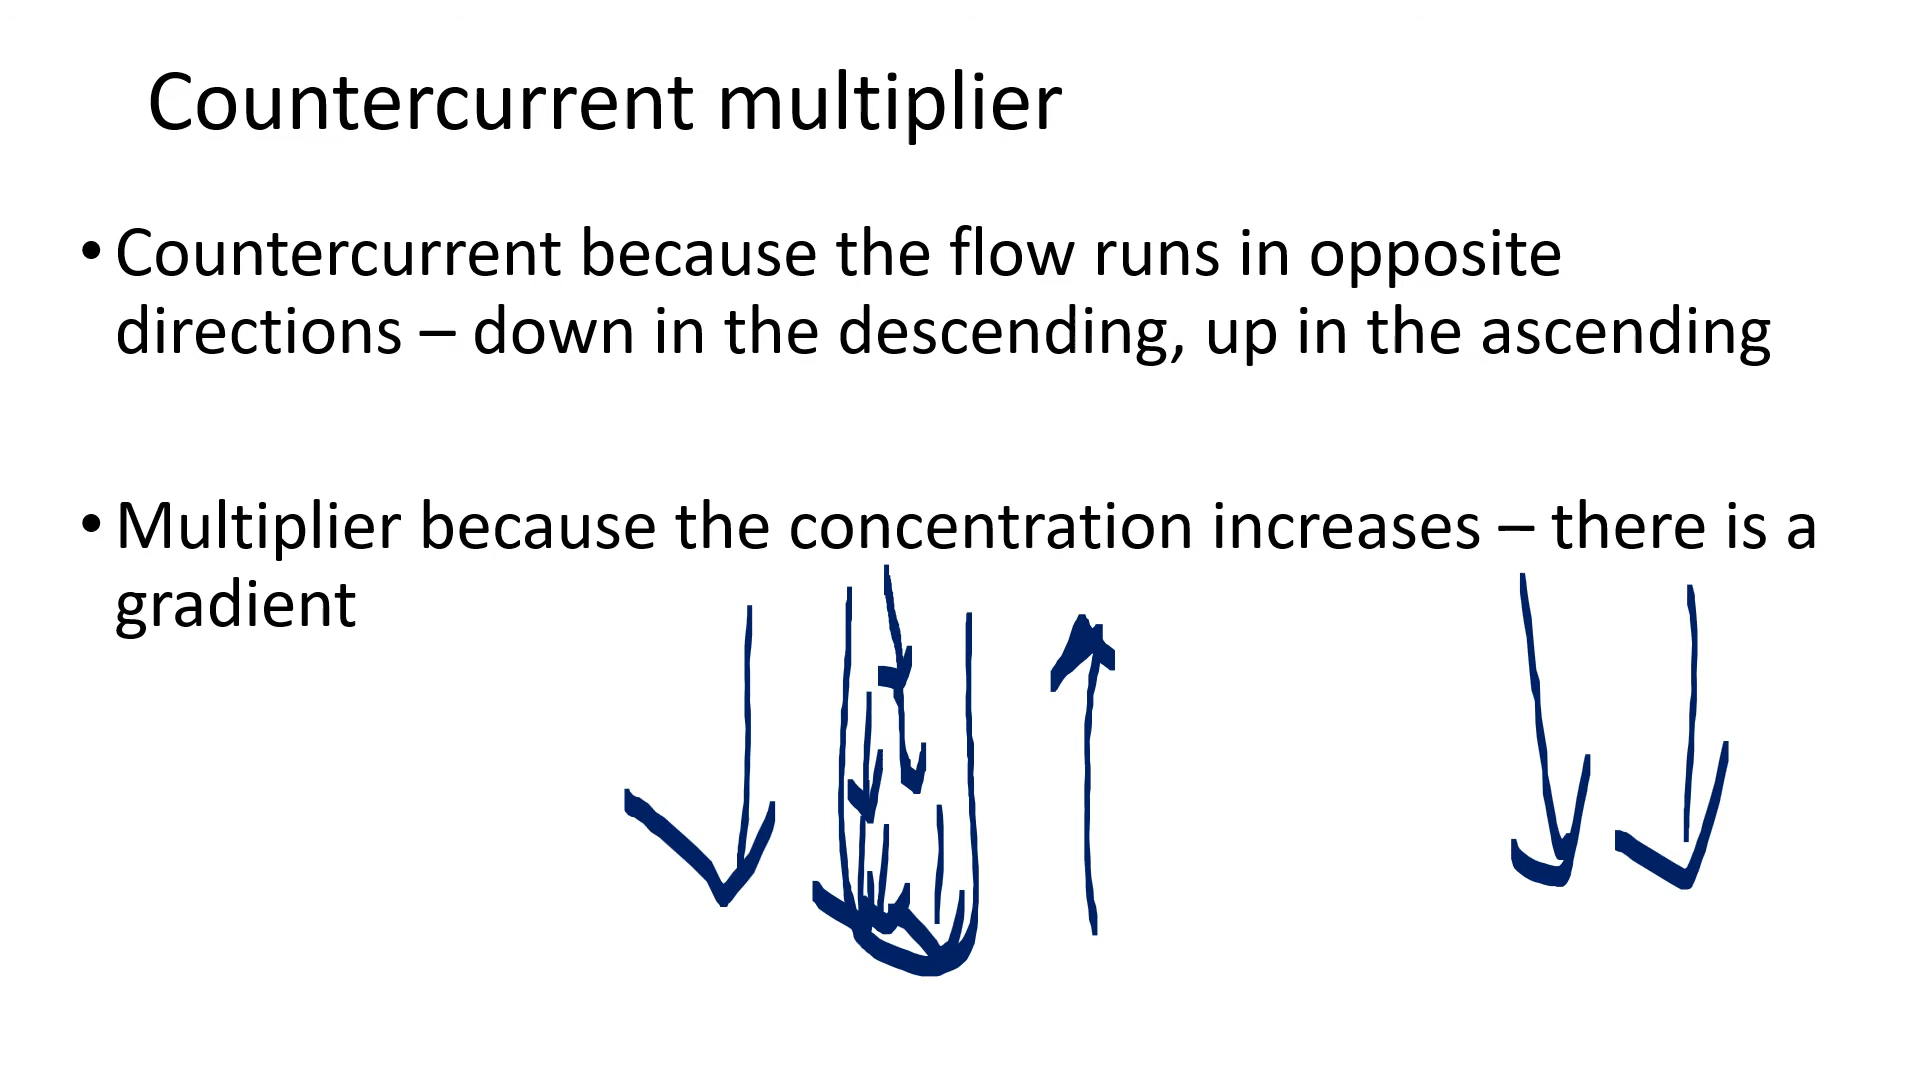 Countercurrent multiplier
• Countercurrent because the flow runs in opposite
directions – down in the descending, up in the ascending
• Multiplier because the concentration increases – there is a
gradient